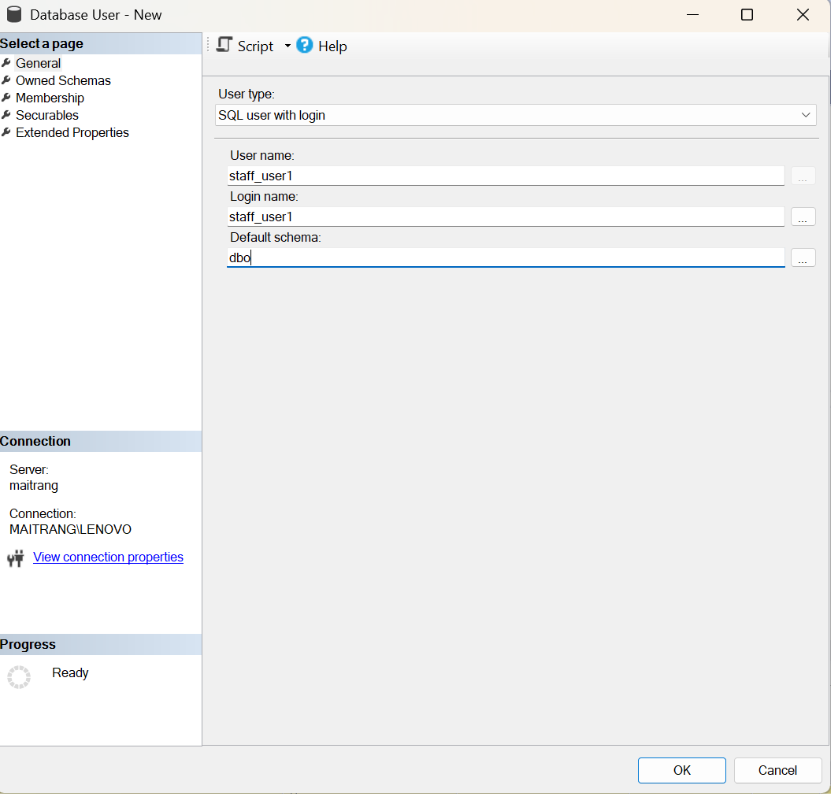 Database User - New
Select a page
General
Owned Schemas
Membership
Securables
Extended Properties
Script
Help
User type:
SQL user with login
User name:
staff_user1
...
Login name:
staff_user1
...
Default schema:
dbo
...
Connection
Server:
maitrang
Connection:
MAITRANG\LENOVO
View connection properties
Progress
Ready
OK
Cancel